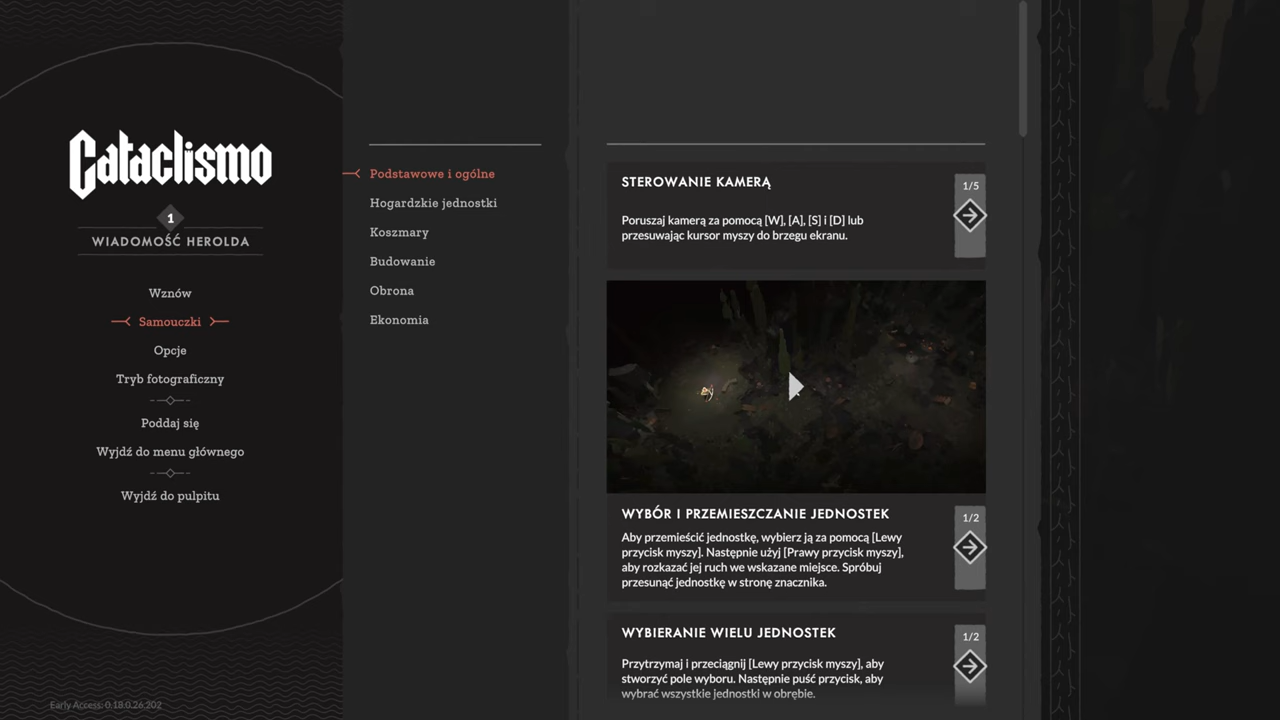 Cataclismo
1
WIADOMOŚĆ HEROLDA
Wznów
Samouczki
Opcje
Tryb fotograficzny
Poddaj się
Wyjdź do menu głównego
Wyjdź do pulpitu
Early Access: 0.18.0.26.202
Podstawowe i ogólne
Hogardzkie jednostki
Koszmary
Budowanie
Obrona
Ekonomia
STEROWANIE KAMERĄ
1/5
Poruszaj kamerą za pomocą [W], [A], [S] i [D] lub
przesuwając kursor myszy do brzegu ekranu.
WYBÓR I PRZEMIESZCZANIE JEDNOSTEK
1/2
Aby przemieścić jednostkę, wybierz ją za pomocą [Lewy
przycisk myszy]. Następnie użyj [Prawy przycisk myszy],
aby rozkazać jej ruch we wskazane miejsce. Spróbuj
przesunąć jednostkę w stronę znacznika.
WYBIERANIE WIELU JEDNOSTEK
1/2
Przytrzymaj i przeciągnij [Lewy przycisk myszy], aby
stworzyć pole wyboru. Następnie puść przycisk, aby
wybrać wszystkie jednostki w obrębie.